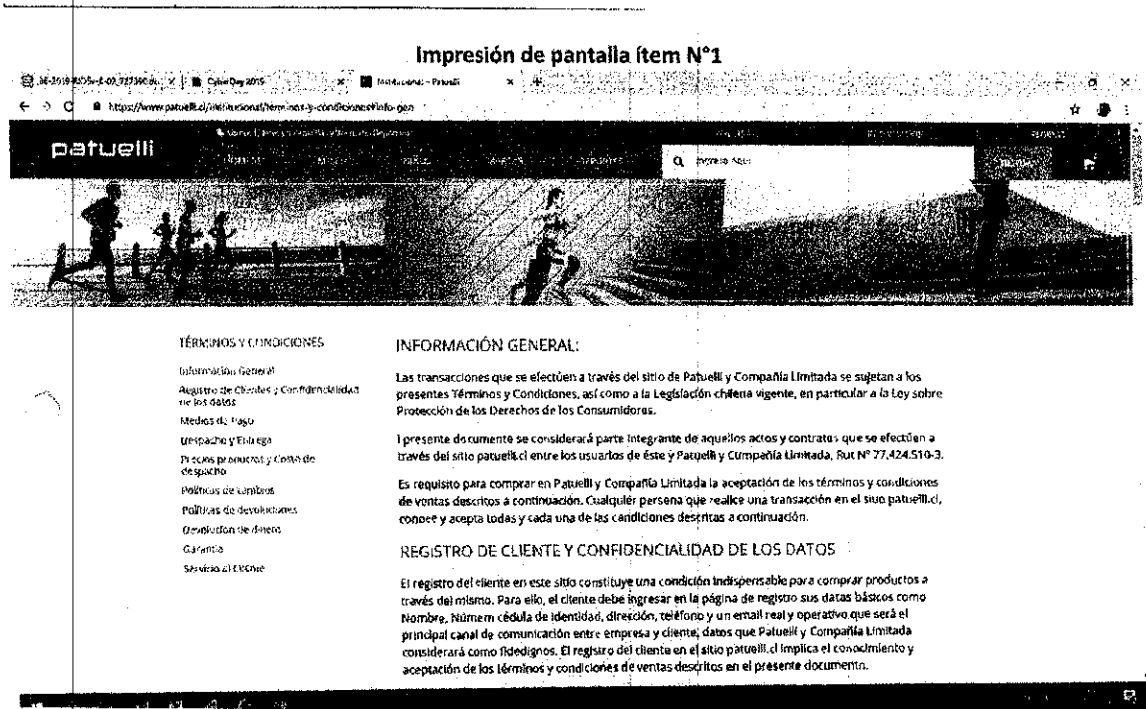 Impresión de pantalla ítem N°1
CyberDay 2019
Institucional - Patuelli
https://www.patuelli.cl/institucional/términos-y-condiciones#info-gen
patuelli
TÉRMINOS Y CONDICIONES
Información General
Registro de Clientes y Confidencialidad
de los datos
Medios de Pago
Despacho y Entrega
Precios productos y Costo de
despacho
Políticas de cambios
Políticas de devoluciones
Devolución de dinero
Garantía
Servicio al Cliente
INFORMACIÓN GENERAL:
Las transacciones que se efectúen a través del sitio de Patuelli y Compañía Limitada se sujetan a los
presentes Términos y Condiciones, así como a la Legislación chilena vigente, en particular a la Ley sobre
Protección de los Derechos de los Consumidores.
l presente documente se considerará parte integrante de aquellos actos y contratos que se efectúen a
través del sitio patuelli.cl entre los usuarios de éste y Patuelli y Compañía Limitada, Rut N° 77,424.510-3.
Es requisito para comprar en Patuelli y Compañía Limitada la aceptación de los términos y condiciones
de ventas descritos a continuación. Cualquier persona que realice una transacción en el sitio patuelli.cl,
conoce y acepta todas y cada una de las condiciones descritas a continuación.
REGISTRO DE CLIENTE Y CONFIDENCIALIDAD DE LOS DATOS
El registro del cliente en este sitio constituye una condición indispensable para comprar productos a
través del mismo. Para ello, el cliente debe ingresar en la página de registro sus datos básicos como
Nombre, Número cédula de identidad, dirección, teléfono y un email real y operativo que será el
principal canal de comunicación entre empresa y cliente, datos que Patuelli y Compañía Limitada
considerará como fidedignos. El registro del cliente en el sitio patuelli.cl implica el conocimiento y
aceptación de los términos y condiciones de ventas descritos en el presente documento.